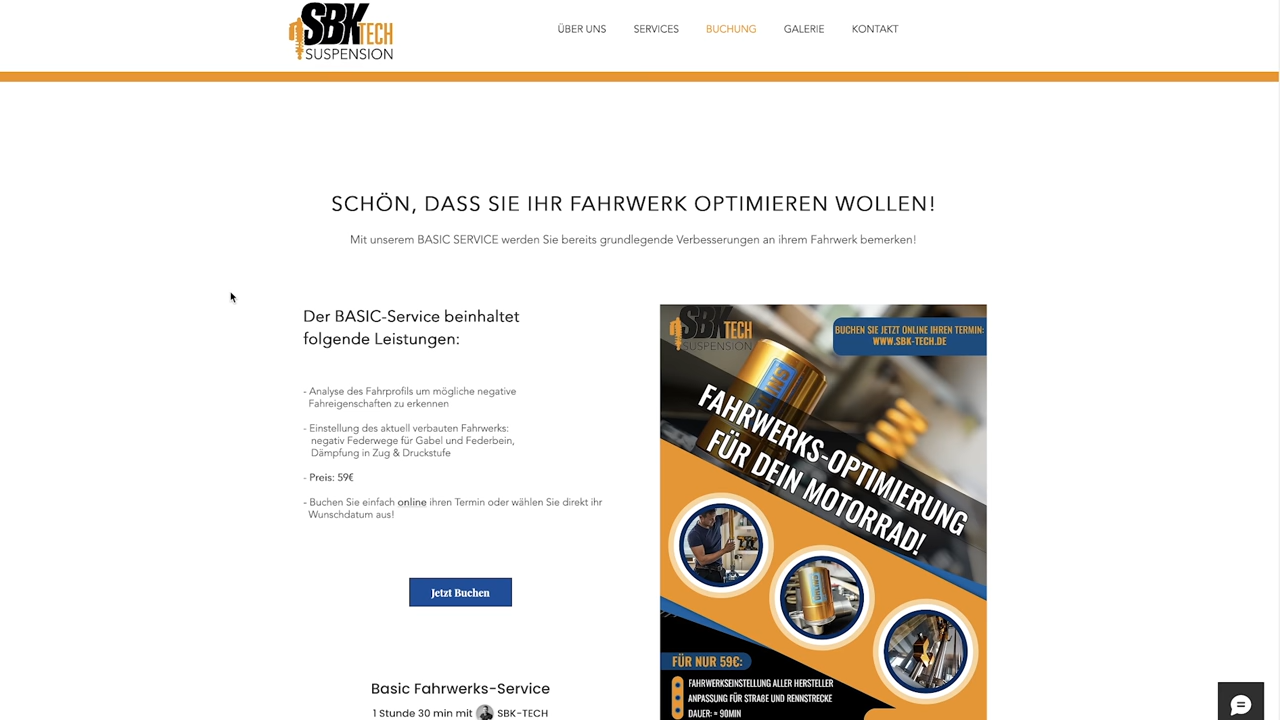 SBKTECH
SUSPENSION
ÜBER UNS
SERVICES
BUCHUNG
GALERIE
KONTAKT
SCHÖN, DASS SIE IHR FAHRWERK OPTIMIEREN WOLLEN!
Mit unserem BASIC SERVICE werden Sie bereits grundlegende Verbesserungen an ihrem Fahrwerk bemerken!
Der BASIC-Service beinhaltet
folgende Leistungen:
- Analyse des Fahrprofils um mögliche negative
Fahreigenschaften zu erkennen
- Einstellung des aktuell verbauten Fahrwerks:
negativ Federwege für Gabel und Federbein,
Dämpfung in Zug & Druckstufe
- Preis: 59€
- Buchen Sie einfach online ihren Termin oder wählen Sie direkt ihr
Wunschdatum aus!
Jetzt Buchen
Basic Fahrwerks-Service
1 Stunde 30 min mit SBK-TECH
SBKTECH
SUSPENSION
BUCHEN SIE JETZT ONLINE IHREN TERMIN:
WWW.SBK-TECH.DE
ÖHLINS
FAHRWERKS-OPTIMIERUNG
FÜR DEIN MOTORRAD!
ÖHLINS
FÜR NUR 59€:
FAHRWERKSEINSTELLUNG ALLER HERSTELLER
ANPASSUNG FÜR STRAßE UND RENNSTRECKE
DAUER: = 90MIN